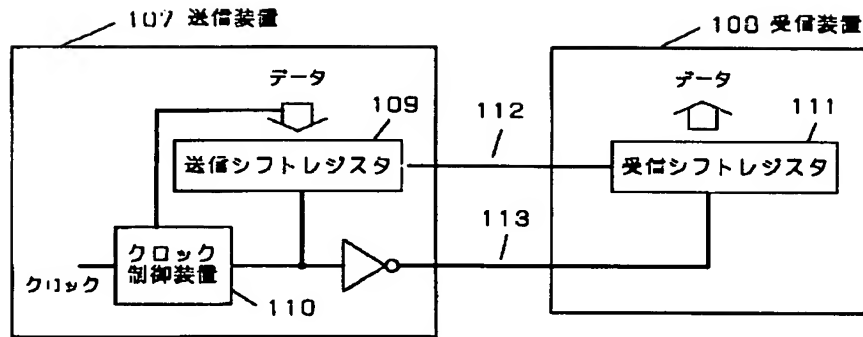 107 送信装置
108 受信装置
データ
データ
109
112
111
送信シフトレジスタ
受信シフトレジスタ
113
クロック
制御装置
クロック
110